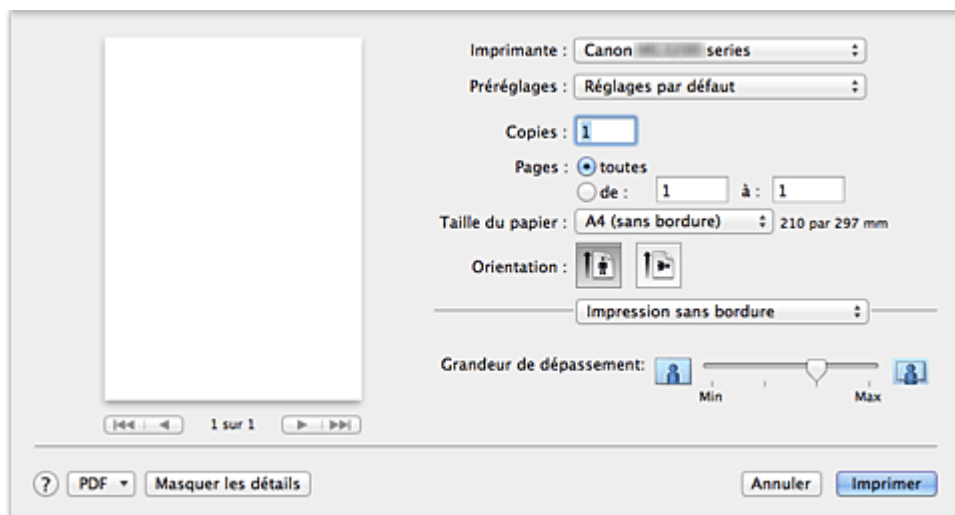 Imprimante : Canon series
Préréglages : Réglages par défaut
Copies : 1
Pages : toutes
de : 1 à : 1
Taille du papier : A4 (sans bordure) 210 par 297 mm
Orientation :
Impression sans bordure
Grandeur de dépassement:
Min Max
1 sur 1
? PDF Masquer les détails Annuler Imprimer